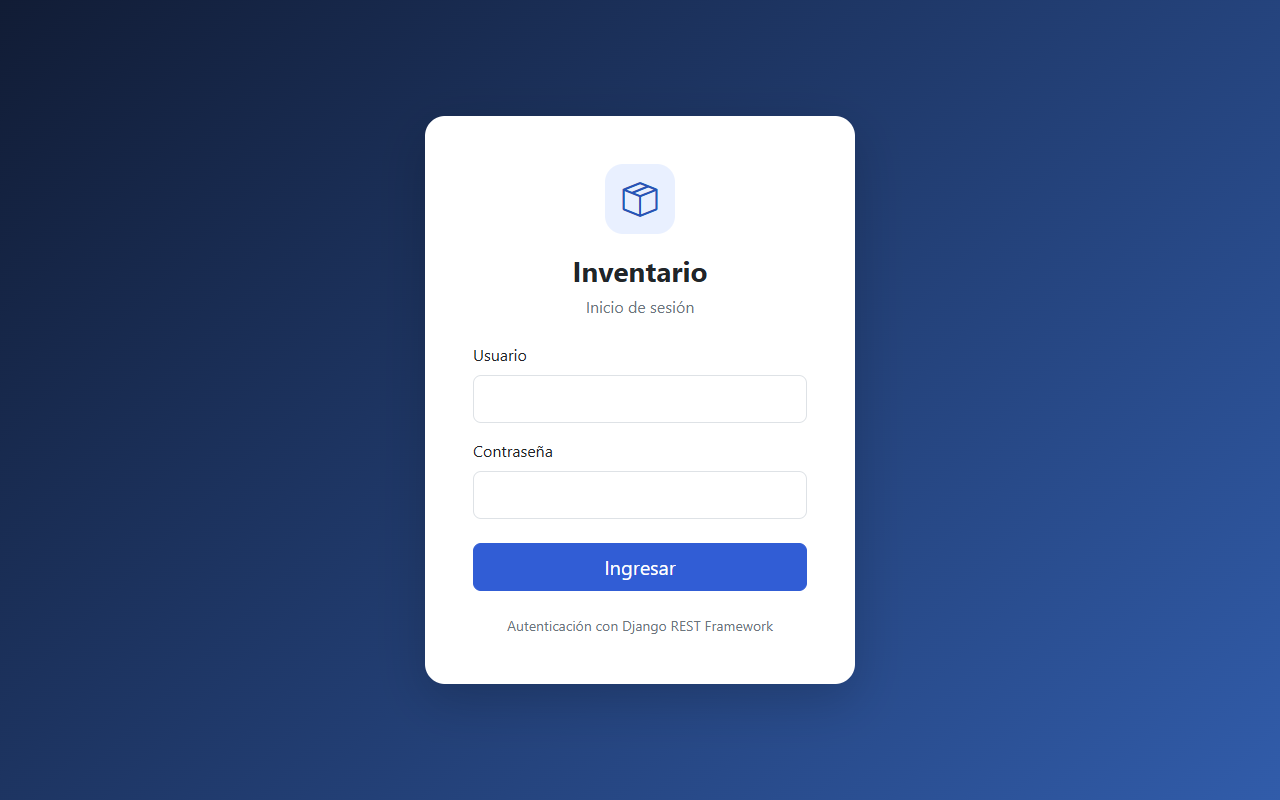 Inventario
Inicio de sesión
Usuario
Contraseña
Ingresar
Autenticación con Django REST Framework